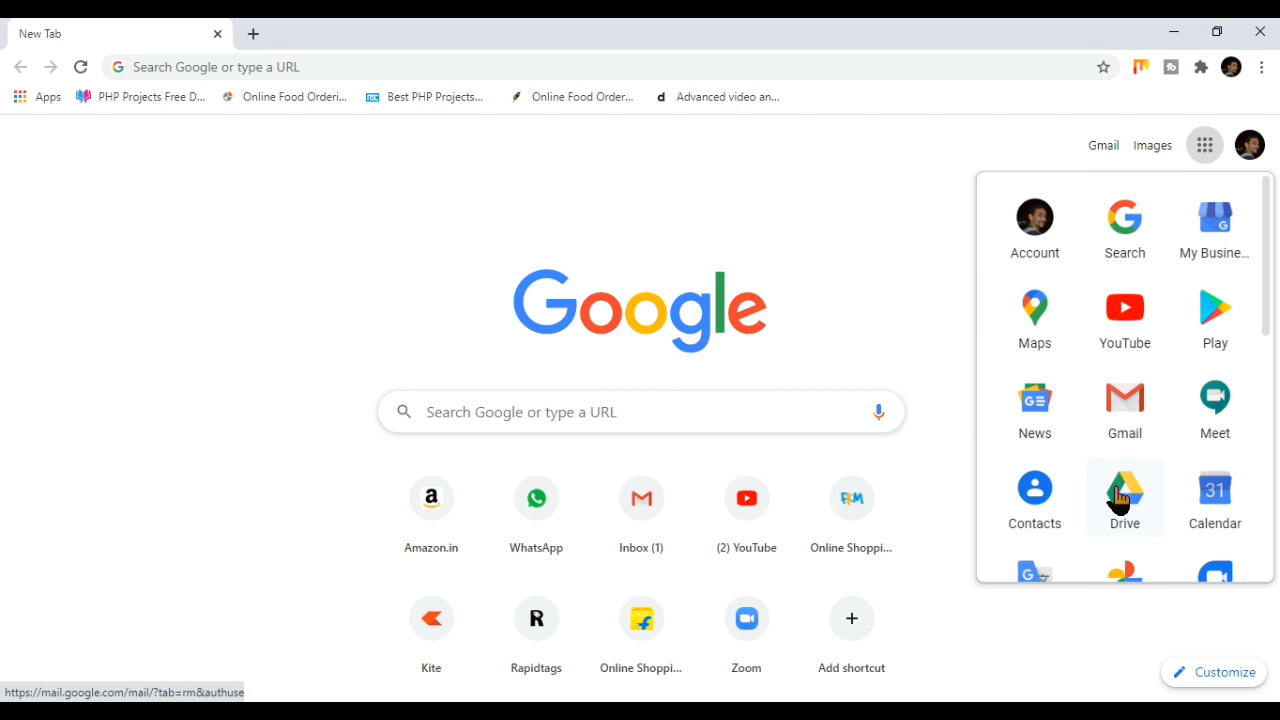 New Tab
Search Google or type a URL
Apps PHP Projects Free D... Online Food Orderi... nsc Best PHP Projects... Online Food Order... d Advanced video an...
Gmail Images
Account Search My Busine...
Maps YouTube Play
News Gmail Meet
Contacts Drive Calendar
31
Google
Search Google or type a URL
Amazon.in WhatsApp Inbox (1) (2) YouTube Online Shoppi...
Kite Rapidtags Online Shoppi... Zoom Add shortcut
Customize
https://mail.google.com/mail/?tab=rm&authuse